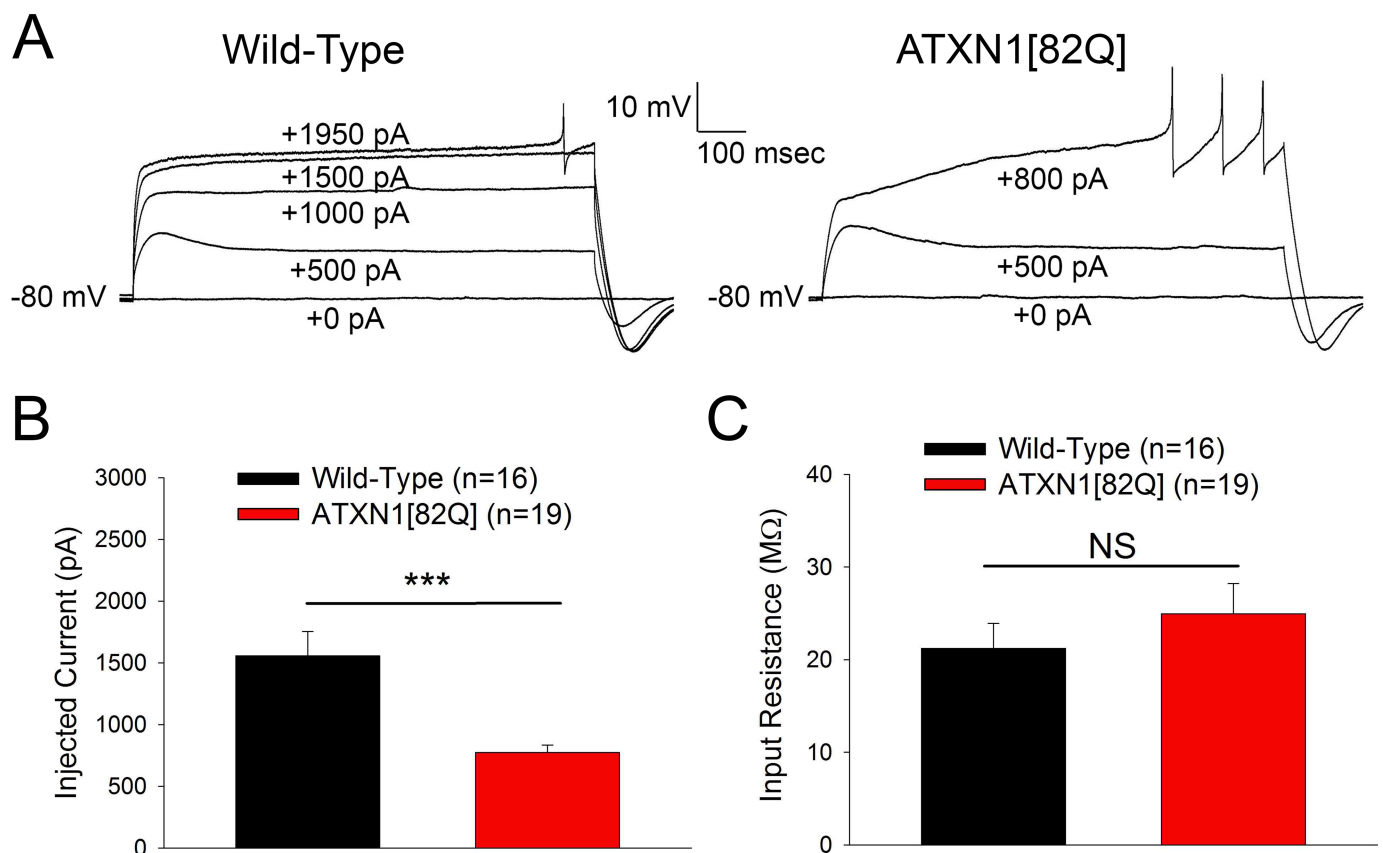 A
Wild-Type
ATXN1[82Q]
10 mV
100 msec
+1950 pA
+1500 pA
+1000 pA
+500 pA
-80 mV
+0 pA
+800 pA
+500 pA
-80 mV
+0 pA
B
Wild-Type (n=16)
ATXN1[82Q] (n=19)
***
Injected Current (pA)
3000
2500
2000
1500
1000
500
0
C
Wild-Type (n=16)
ATXN1[82Q] (n=19)
NS
Input Resistance (MΩ)
40
30
20
10
0